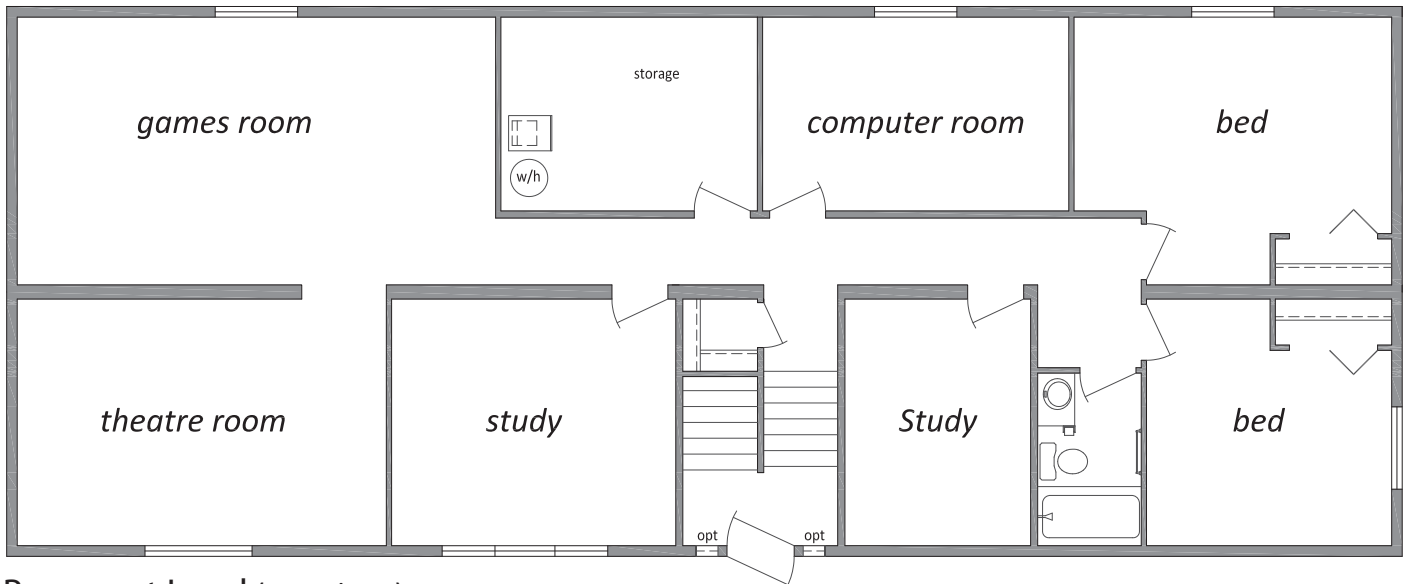 storage
games room
computer room
bed
w/h
theatre room
study
Study
bed
opt
opt